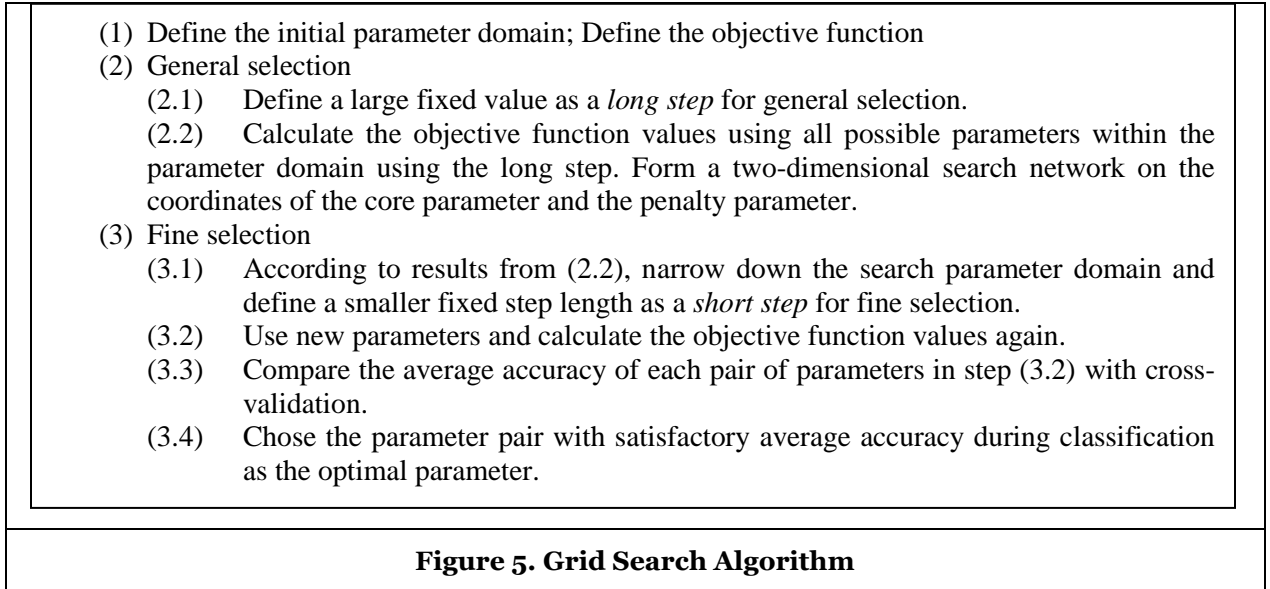 (1) Define the initial parameter domain; Define the objective function
(2) General selection
(2.1) Define a large fixed value as a long step for general selection.
(2.2) Calculate the objective function values using all possible parameters within the
parameter domain using the long step. Form a two-dimensional search network on the
coordinates of the core parameter and the penalty parameter.
(3) Fine selection
(3.1) According to results from (2.2), narrow down the search parameter domain and
define a smaller fixed step length as a short step for fine selection.
(3.2) Use new parameters and calculate the objective function values again.
(3.3) Compare the average accuracy of each pair of parameters in step (3.2) with cross-
validation.
(3.4) Chose the parameter pair with satisfactory average accuracy during classification
as the optimal parameter.
Figure 5. Grid Search Algorithm